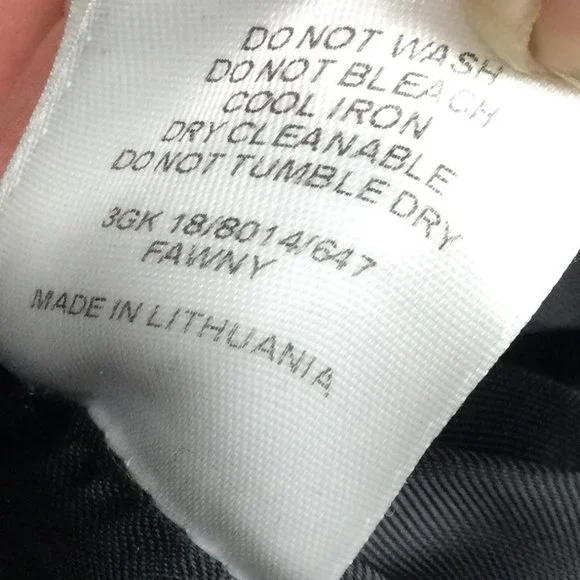 DO NOT WASH
DO NOT BLEACH
COOL IRON
DRY CLEANABLE
DO NOT TUMBLE DRY
3GK 18/8014/647
FAWNY
MADE IN LITHUANIA